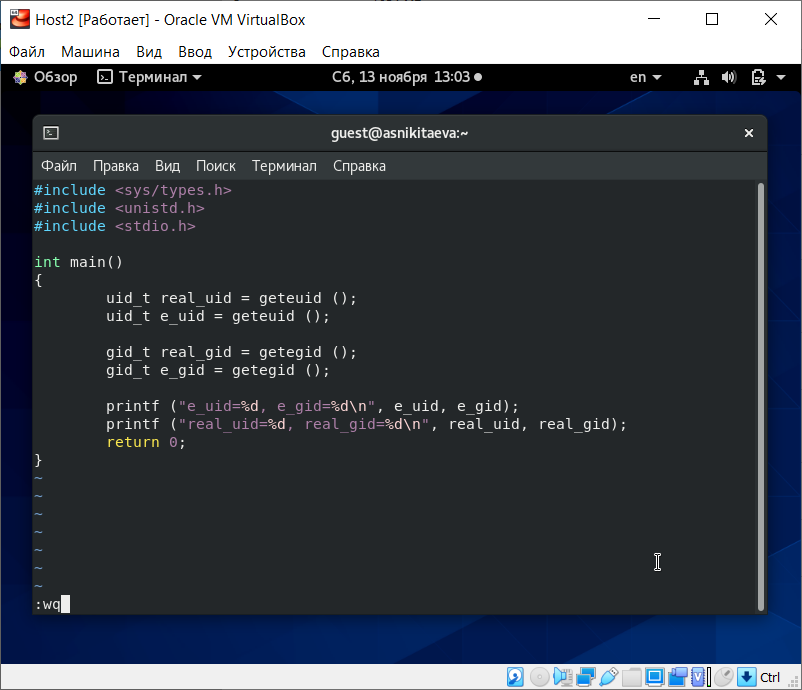 Host2 [Работает] - Oracle VM VirtualBox
Файл Машина Вид Ввод Устройства Справка
Обзор Терминал Сб, 13 ноября 13:03 en
guest@asnikitaeva:~
Файл Правка Вид Поиск Терминал Справка
#include <sys/types.h>
#include <unistd.h>
#include <stdio.h>
int main()
{
uid_t real_uid = geteuid ();
uid_t e_uid = geteuid ();
gid_t real_gid = getegid ();
gid_t e_gid = getegid ();
printf ("e_uid=%d, e_gid=%d\n", e_uid, e_gid);
printf ("real_uid=%d, real_gid=%d\n", real_uid, real_gid);
return 0;
}
~
~
~
~
~
~
~
:wq
Ctrl